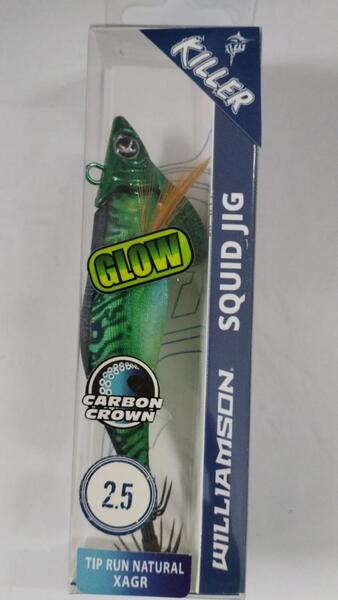 KILLER
GLOW
WILLIAMSON SQUID JIG
CARBON
CROWN
2.5
TIP RUN NATURAL
XAGR